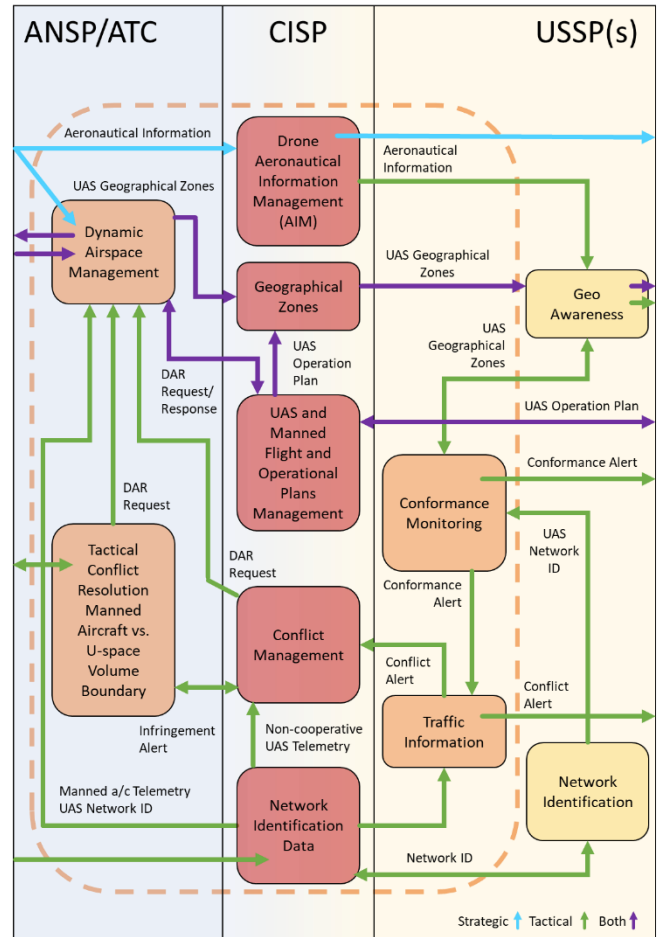 ANSP/ATC
CISP
USSP(s)
Aeronautical Information
Drone
Aeronautical
Information
Management
(AIM)
Aeronautical
Information
UAS Geographical Zones
Dynamic
Airspace
Management
Geographical
Zones
UAS Geographical
Zones
Geo
Awareness
UAS
Geographical
Zones
UAS
Operation
Plan
DAR
Request/
Response
UAS and
Manned
Flight and
Operational
Plans
Management
UAS Operation Plan
Conformance Alert
Conformance
Monitoring
DAR
Request
UAS
Network
ID
Tactical
Conflict
Resolution
Manned
Aircraft vs.
U-space
Volume
Boundary
DAR
Request
Conformance
Alert
Conflict
Management
Conflict
Alert
Conflict
Alert
Traffic
Information
Infringement
Alert
Non-cooperative
UAS Telemetry
Manned a/c Telemetry
UAS Network ID
Network
Identification
Data
Network
Identification
Network ID
Strategic
Tactical
Both